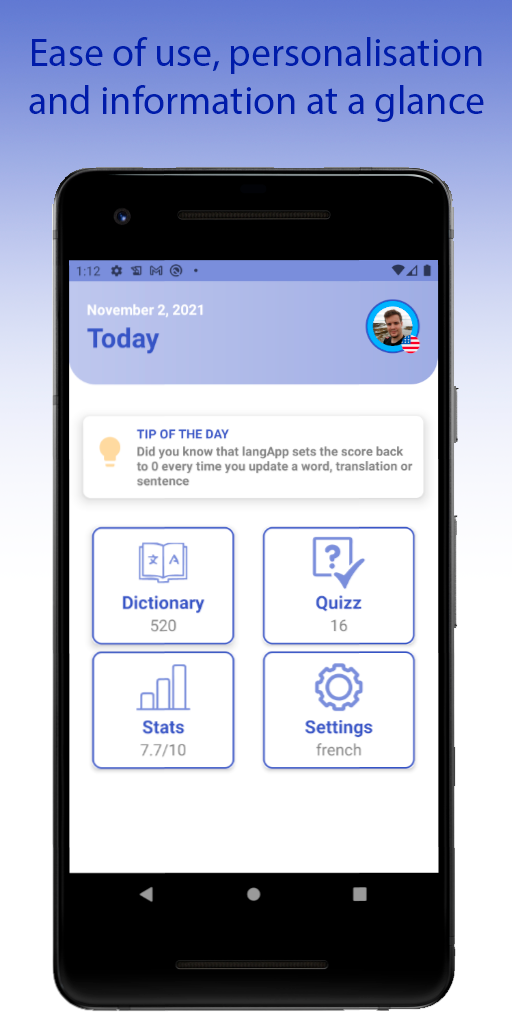 Ease of use, personalisation
and information at a glance
1:12
November 2, 2021
Today
TIP OF THE DAY
Did you know that langApp sets the score back
to 0 every time you update a word, translation or
sentence
文 A
Dictionary
520
?
Quizz
16
Stats
7.7/10
Settings
french